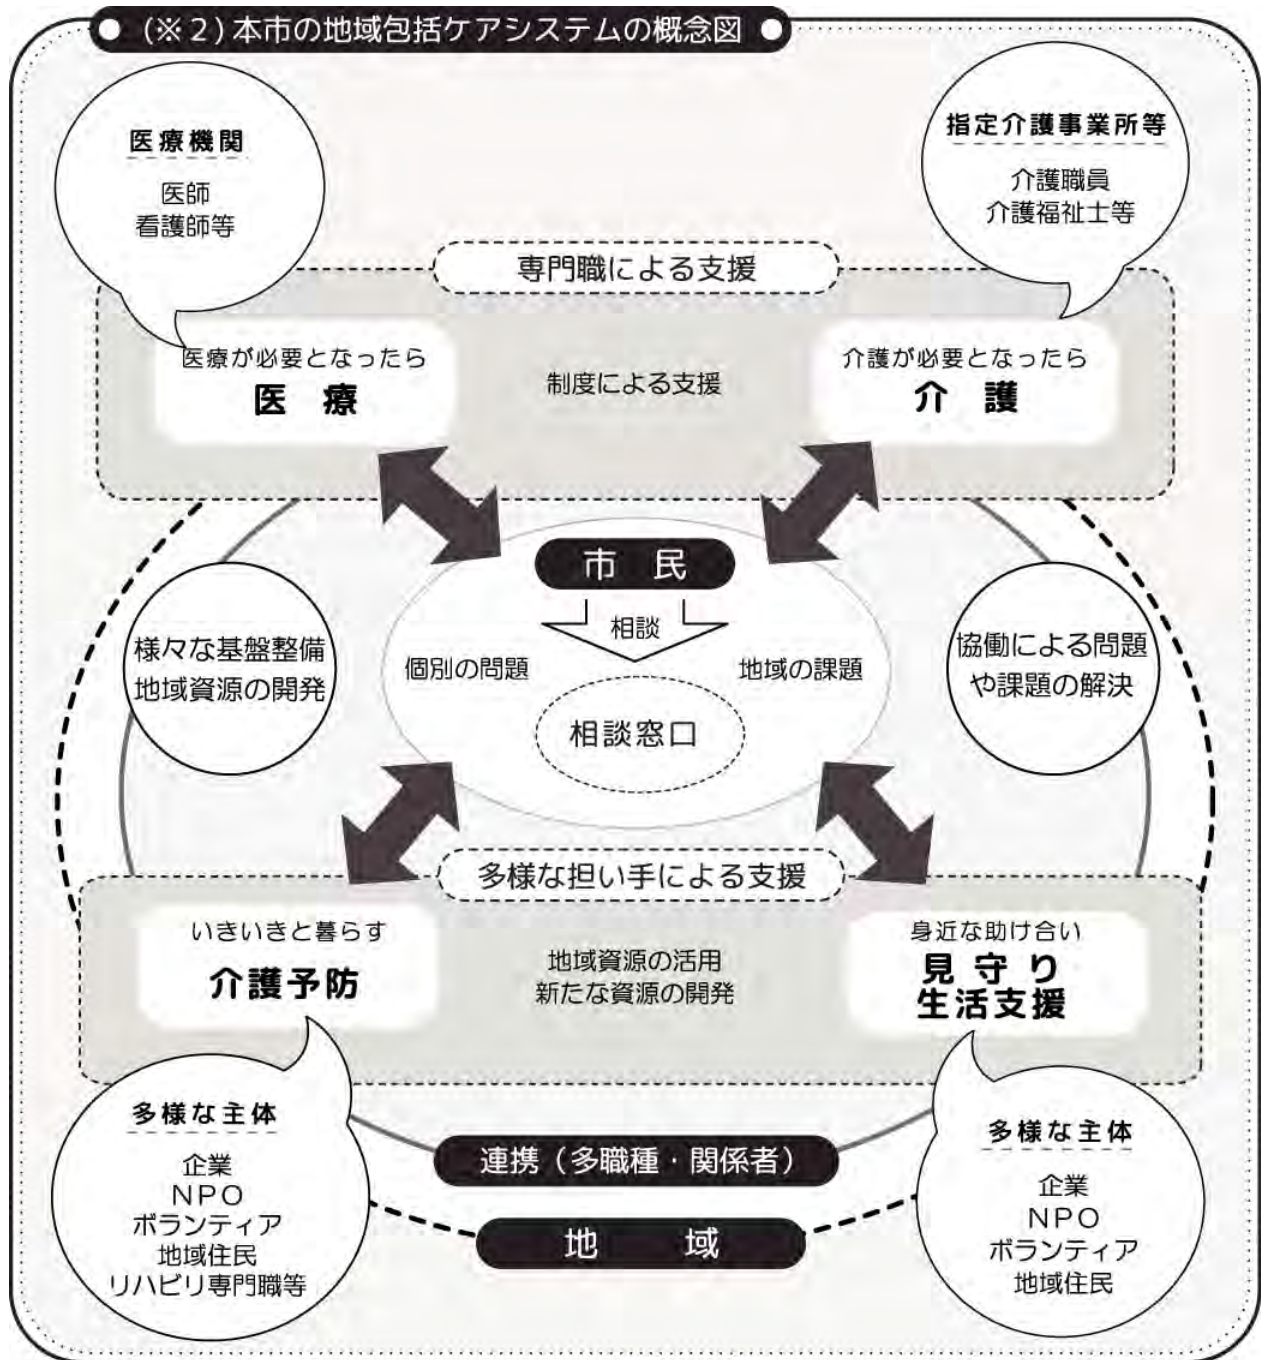 (※2)本市の地域包括ケアシステムの概念図
医療機関
医師
看護師等
指定介護事業所等
介護職員
介護福祉士等
専門職による支援
医療が必要となったら
医 療
制度による支援
介護が必要となったら
介 護
市 民
相談
個別の問題
地域の課題
相談窓口
様々な基盤整備
地域資源の開発
協働による問題
や課題の解決
多様な担い手による支援
いきいきと暮らす
介護予防
地域資源の活用
新たな資源の開発
身近な助け合い
見守り
生活支援
多様な主体
企業
NPO
ボランティア
地域住民
リハビリ専門職等
連携(多職種・関係者)
地 域
多様な主体
企業
NPO
ボランティア
地域住民